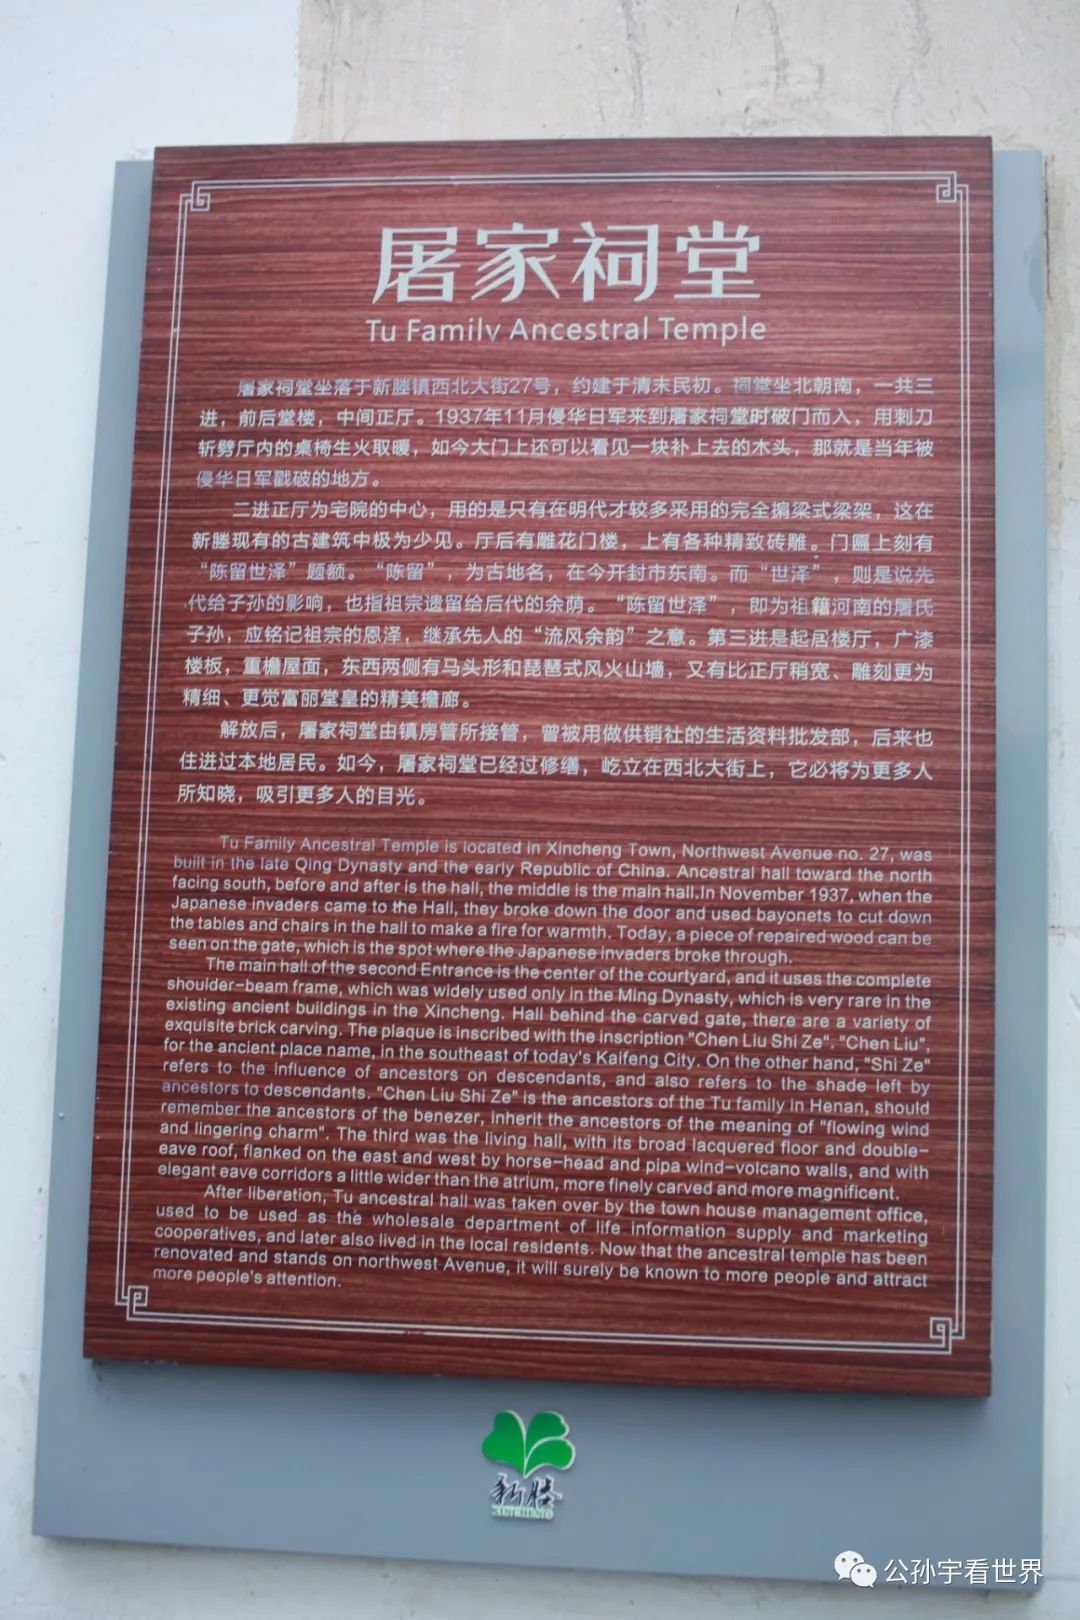 屠家祠堂
Tu Family Ancestral Temple
屠家祠堂坐落于新塍镇西北大街27号，约建于清末民初。祠堂坐北朝南，一共三
进，前后堂楼，中间正厅。1937年11月侵华日军来到屠家祠堂时破门而入，用刺刀
斩劈厅内的桌椅生火取暖，如今大门上还可以看见一块补上去的木头，那就是当年被
侵华日军戳破的地方。
二进正厅为宅院的中心，用的是只有在明代才较多采用的完全掮梁式梁架，这在
新塍现有的古建筑中极为少见。厅后有雕花门楼，上有各种精致砖雕。门匾上刻有
“陈留世泽”题额。“陈留”，为古地名，在今开封市东南。而“世泽”，则是说先
代给子孙的影响，也指祖宗遗留给后代的余荫。“陈留世泽”，即为祖籍河南的屠氏
子孙，应铭记祖宗的恩泽，继承先人的“流风余韵”之意。第三进是起居楼厅，广漆
楼板，重檐屋面，东西两侧有马头形和琵琶式风火山墙，又有比正厅稍宽、雕刻更为
精细、更觉富丽堂皇的精美檐廊。
解放后，屠家祠堂由镇房管所接管，曾被用做供销社的生活资料批发部，后来也
住进过本地居民。如今，屠家祠堂已经过修缮，屹立在西北大街上，它必将为更多人
所知晓，吸引更多人的目光。
Tu Family Ancestral Temple is located in Xincheng Town, Northwest Avenue no. 27, was
built in the late Qing Dynasty and the early Republic of China. Ancestral hall toward the north
facing south, before and after is the hall, the middle is the main hall.In November 1937, when the
Japanese invaders came to the Hall, they broke down the door and used bayonets to cut down
the tables and chairs in the hall to make a fire for warmth. Today, a piece of repaired wood can be
seen on the gate, which is the spot where the Japanese invaders broke through.
The main hall of the second Entrance is the center of the courtyard, and it uses the complete
shoulder-beam frame, which was widely used only in the Ming Dynasty, which is very rare in the
existing ancient buildings in the Xincheng. Hall behind the carved gate, there are a variety of
exquisite brick carving. The plaque is inscribed with the inscription "Chen Liu Shi Ze", "Chen Liu",
for the ancient place name, in the southeast of today's Kaifeng City. On the other hand, "Shi Ze"
refers to the influence of ancestors on descendants, and also refers to the shade left by
ancestors to descendants. "Chen Liu Shi Ze" is the ancestors of the Tu family in Henan, should
remember the ancestors of the benezer, inherit the ancestors of the meaning of "flowing wind
and lingering charm". The third was the living hall, with its broad lacquered floor and double-
eave roof, flanked on the east and west by horse-head and pipa wind-volcano walls, and with
elegant eave corridors a little wider than the atrium, more finely carved and more magnificent.
After liberation, Tu ancestral hall was taken over by the town house management office,
used to be used as the wholesale department of life information supply and marketing
cooperatives, and later also lived in the local residents. Now that the ancestral temple has been
renovated and stands on northwest Avenue, it will surely be known to more people and attract
more people's attention.
新塍
XINCHENG
公孙宇看世界